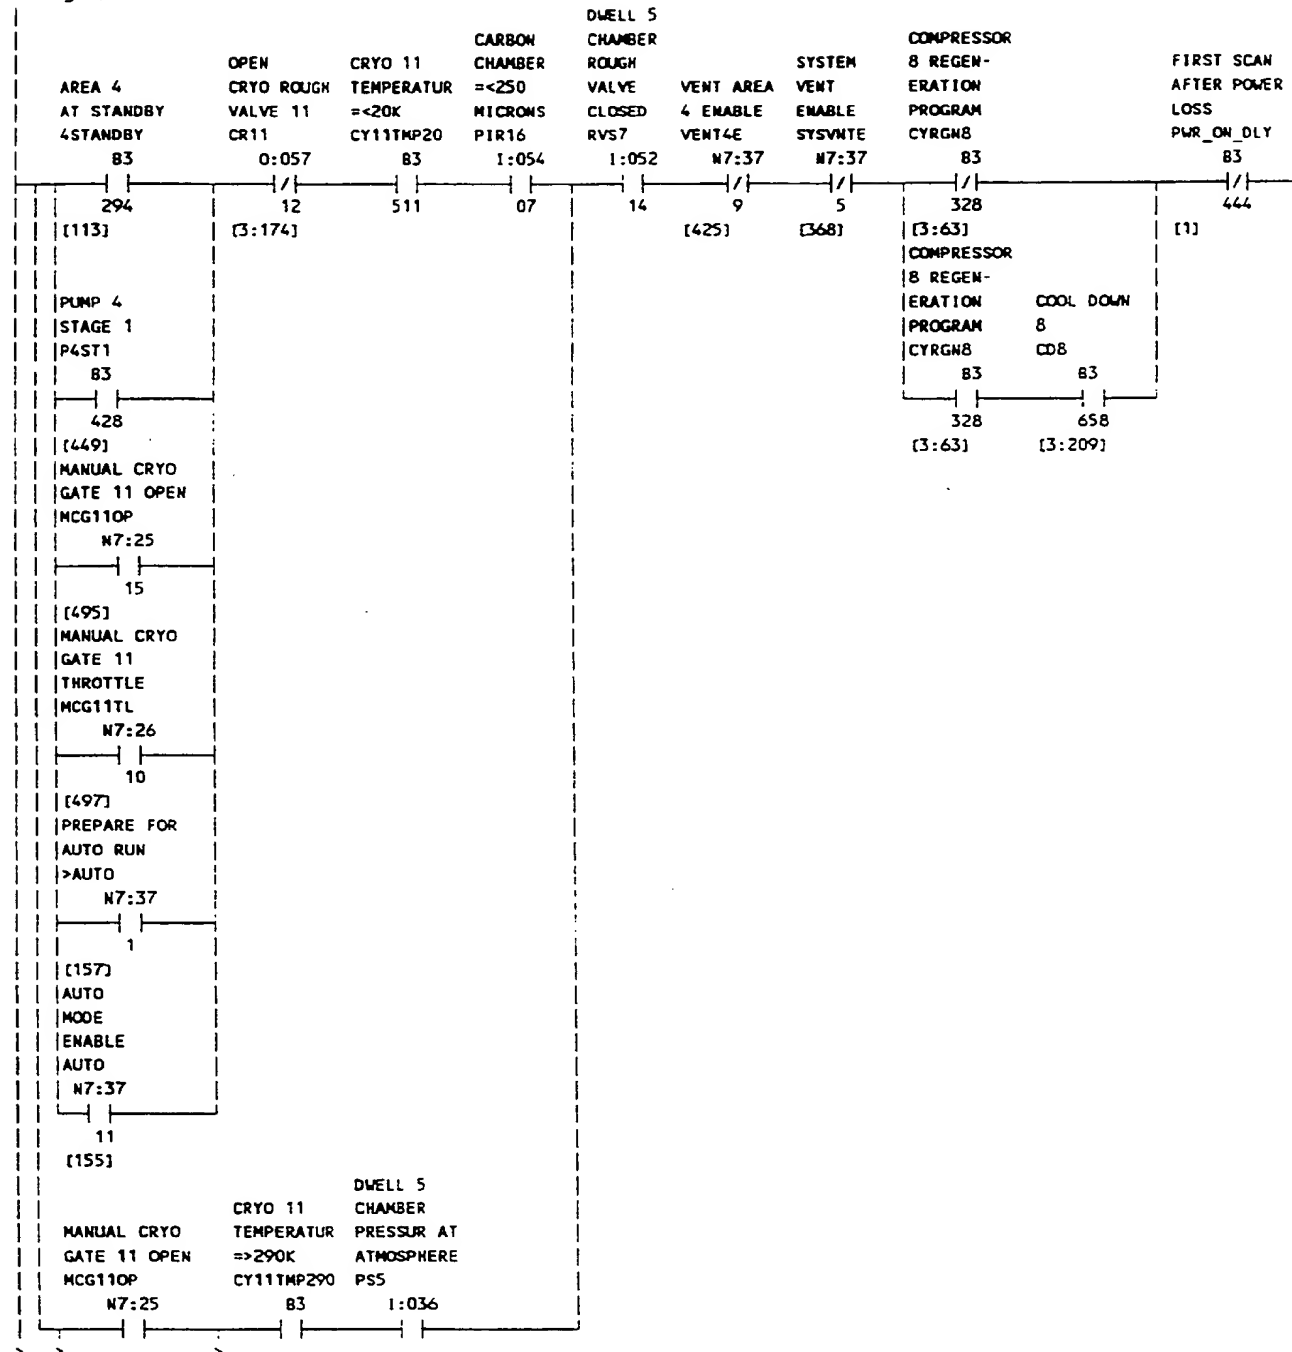 DWELL 5
CARBON CHAMBER COMPRESSOR
OPEN CRYO 11 CHAMBER ROUGH SYSTEM 8 REGEN- FIRST SCAN
AREA 4 CRYO ROUGH TEMPERATUR =<250 VALVE VENT AREA VENT ERATION AFTER POWER
AT STANDBY VALVE 11 =<20K MICRONS CLOSED 4 ENABLE ENABLE PROGRAM LOSS
4STANDBY CR11 CY11TMP20 PIR16 RVS7 VENT4E SYSVNTE CYRGN8 PWR_ON_DLY
B3 O:057 B3 I:054 I:052 N7:37 N7:37 B3 B3
294 12 511 07 14 9 5 328 444
[113] [3:174] [425] [368] [3:63] [1]
COMPRESSOR
8 REGEN-
PUMP 4 ERATION COOL DOWN
STAGE 1 PROGRAM 8
P4ST1 CYRGN8 CD8
B3 B3 B3
428 328 658
[449] [3:63] [3:209]
MANUAL CRYO
GATE 11 OPEN
MCG11OP
N7:25
15
[495]
MANUAL CRYO
GATE 11
THROTTLE
MCG11TL
N7:26
10
[497]
PREPARE FOR
AUTO RUN
>AUTO
N7:37
1
[157]
AUTO
MODE
ENABLE
AUTO
N7:37
11
[155]
DWELL 5
CRYO 11 CHAMBER
MANUAL CRYO TEMPERATUR PRESSUR AT
GATE 11 OPEN =>290K ATMOSPHERE
MCG11OP CY11TMP290 PS5
N7:25 B3 I:036